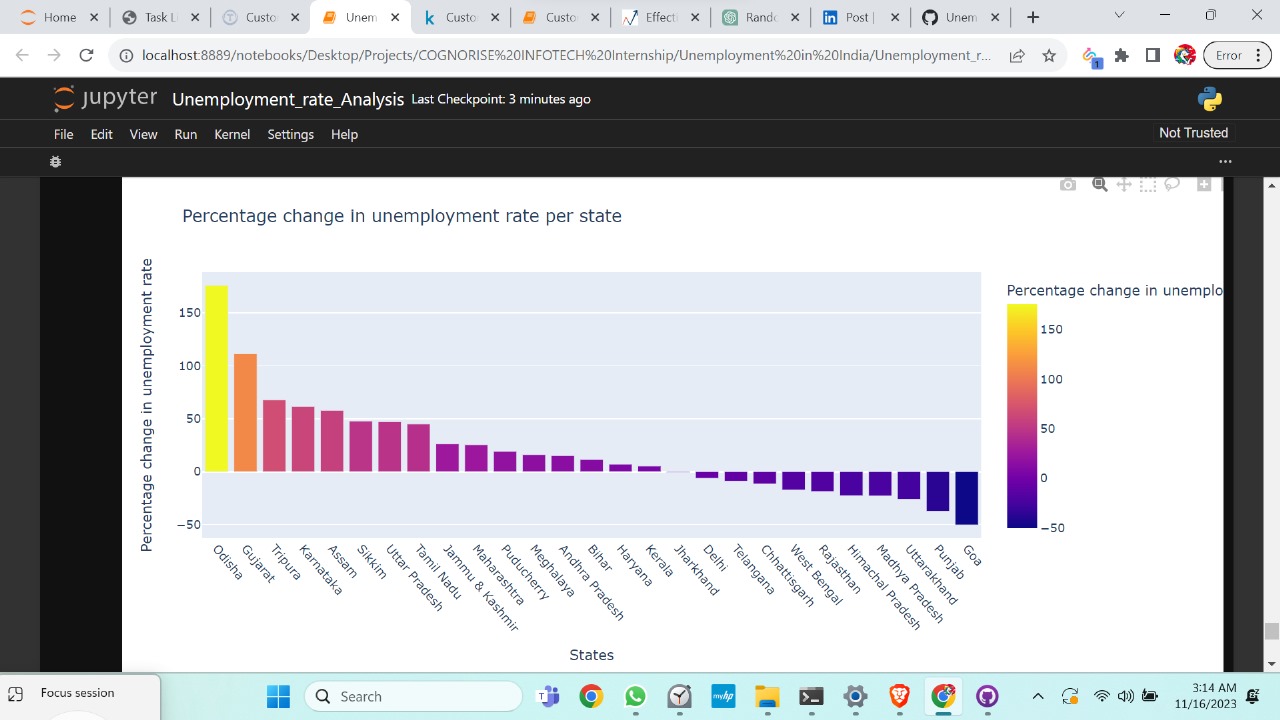 Home
Task Li
Custo
Unem
Custo
Custo
Effecti
Rando
Post |
Unem
localhost:8889/notebooks/Desktop/Projects/COGNORISE%20INFOTECH%20Internship/Unemployment%20in%20India/Unemployment_r...
1
Error
jupyter
Unemployment_rate_Analysis Last Checkpoint: 3 minutes ago
File Edit View Run Kernel Settings Help
Not Trusted
Percentage change in unemployment rate per state
Percentage change in unemployment rate
150
100
50
0
−50
Odisha
Gujarat
Tripura
Karnataka
Assam
Sikkim
Uttar Pradesh
Tamil Nadu
Jammu & Kashmir
Maharashtra
Puducherry
Meghalaya
Andhra Pradesh
Bihar
Haryana
Kerala
Jharkhand
Delhi
Telangana
Chhattisgarh
West Bengal
Rajasthan
Himachal Pradesh
Madhya Pradesh
Uttarakhand
Punjab
Goa
States
Percentage change in unemplo
150
100
50
0
−50
Focus session
Search
myhp
3:14 AM
11/16/2023